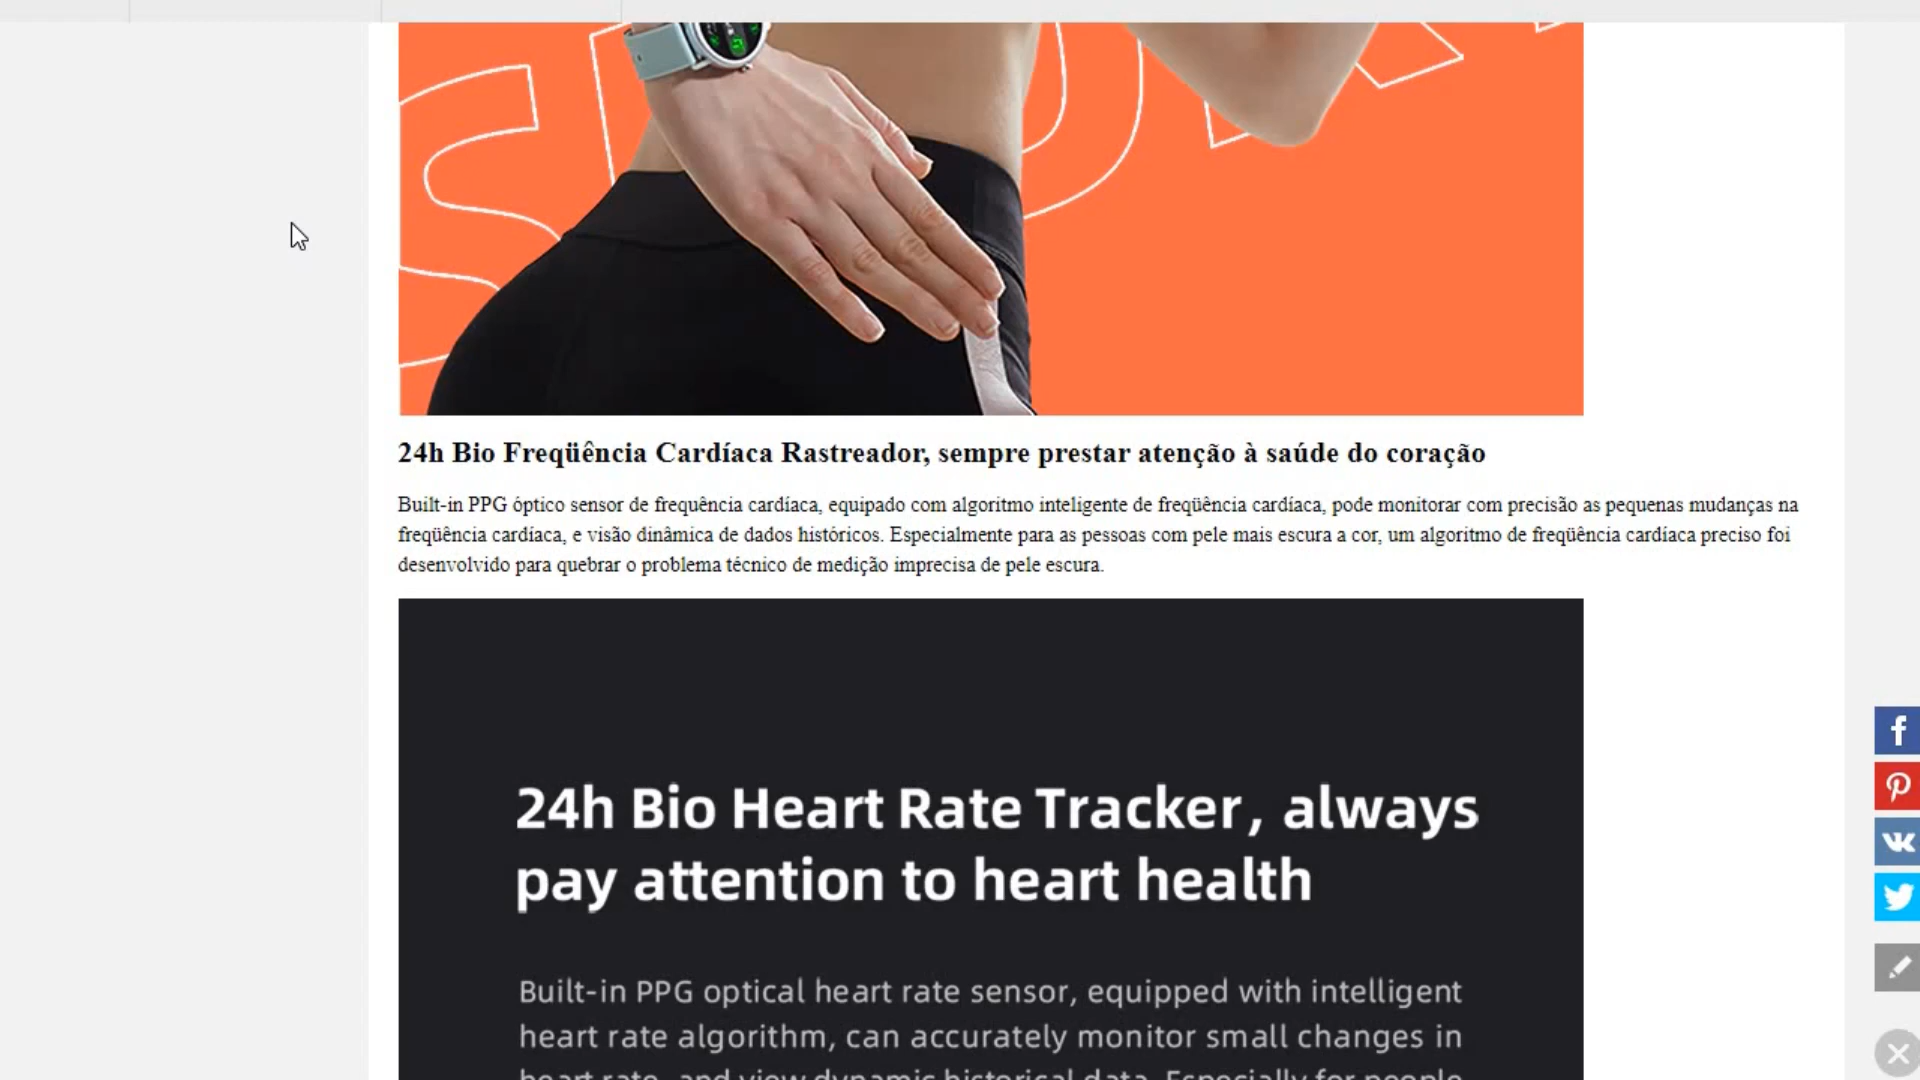 24h Bio Freqüência Cardíaca Rastreador, sempre prestar atenção à saúde do coração
Built-in PPG óptico sensor de frequência cardíaca, equipado com algoritmo inteligente de freqüência cardíaca, pode monitorar com precisão as pequenas mudanças na
freqüência cardíaca, e visão dinâmica de dados históricos. Especialmente para as pessoas com pele mais escura a cor, um algoritmo de freqüência cardíaca preciso foi
desenvolvido para quebrar o problema técnico de medição imprecisa de pele escura.
24h Bio Heart Rate Tracker, always
pay attention to heart health
Built-in PPG optical heart rate sensor, equipped with intelligent
heart rate algorithm, can accurately monitor small changes in
heart rate, and view dynamic historical data. Especially for people